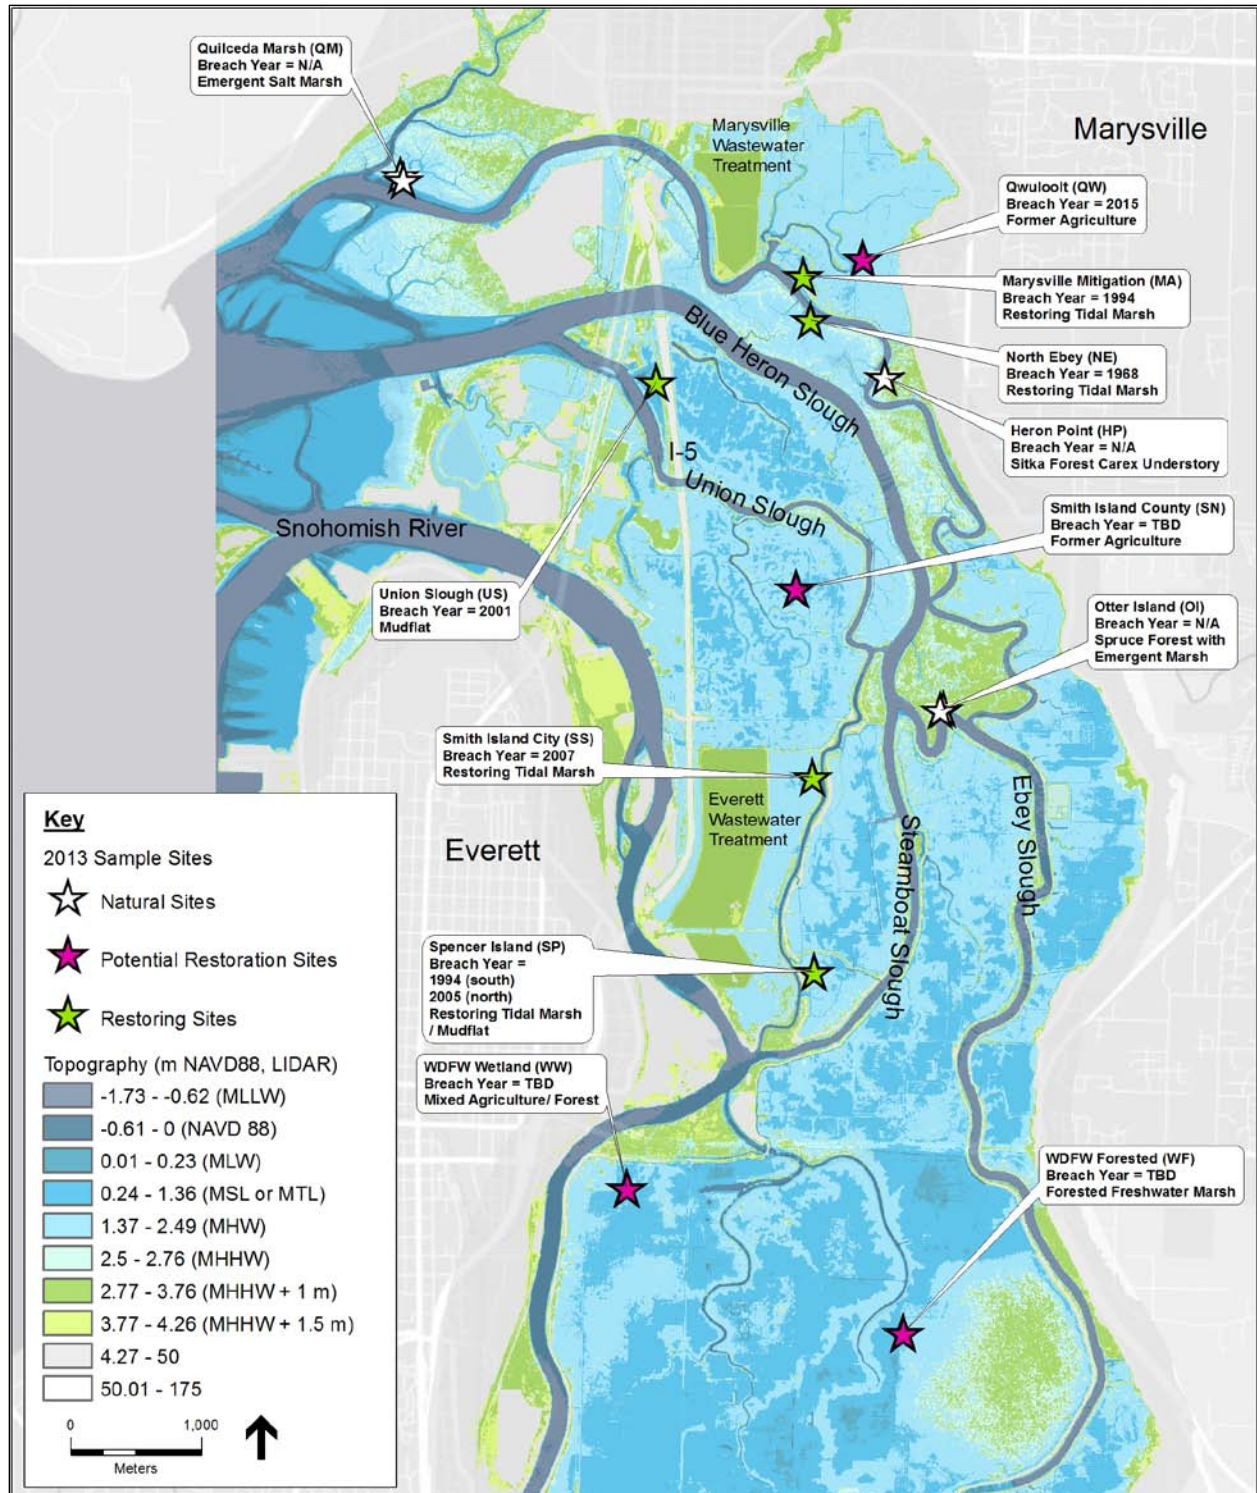 Quilceda Marsh (QM)
Breach Year = N/A
Emergent Salt Marsh
Marysville
Wastewater
Treatment
Marysville
Qwuloolt (QW)
Breach Year = 2015
Former Agriculture
Marysville Mitigation (MA)
Breach Year = 1994
Restoring Tidal Marsh
North Ebey (NE)
Breach Year = 1968
Restoring Tidal Marsh
Blue Heron Slough
Heron Point (HP)
Breach Year = N/A
Sitka Forest Carex Understory
I-5
Union Slough
Snohomish River
Smith Island County (SN)
Breach Year = TBD
Former Agriculture
Union Slough (US)
Breach Year = 2001
Mudflat
Otter Island (OI)
Breach Year = N/A
Spruce Forest with
Emergent Marsh
Smith Island City (SS)
Breach Year = 2007
Restoring Tidal Marsh
Everett
Wastewater
Treatment
Everett
Steamboat Slough
Ebey Slough
Spencer Island (SP)
Breach Year =
1994 (south)
2005 (north)
Restoring Tidal Marsh
/ Mudflat
WDFW Wetland (WW)
Breach Year = TBD
Mixed Agriculture/ Forest
WDFW Forested (WF)
Breach Year = TBD
Forested Freshwater Marsh
Key
2013 Sample Sites
Natural Sites
Potential Restoration Sites
Restoring Sites
Topography (m NAVD88, LIDAR)
-1.73 - -0.62 (MLLW)
-0.61 - 0 (NAVD 88)
0.01 - 0.23 (MLW)
0.24 - 1.36 (MSL or MTL)
1.37 - 2.49 (MHW)
2.5 - 2.76 (MHHW)
2.77 - 3.76 (MHHW + 1 m)
3.77 - 4.26 (MHHW + 1.5 m)
4.27 - 50
50.01 - 175
0 1,000
Meters